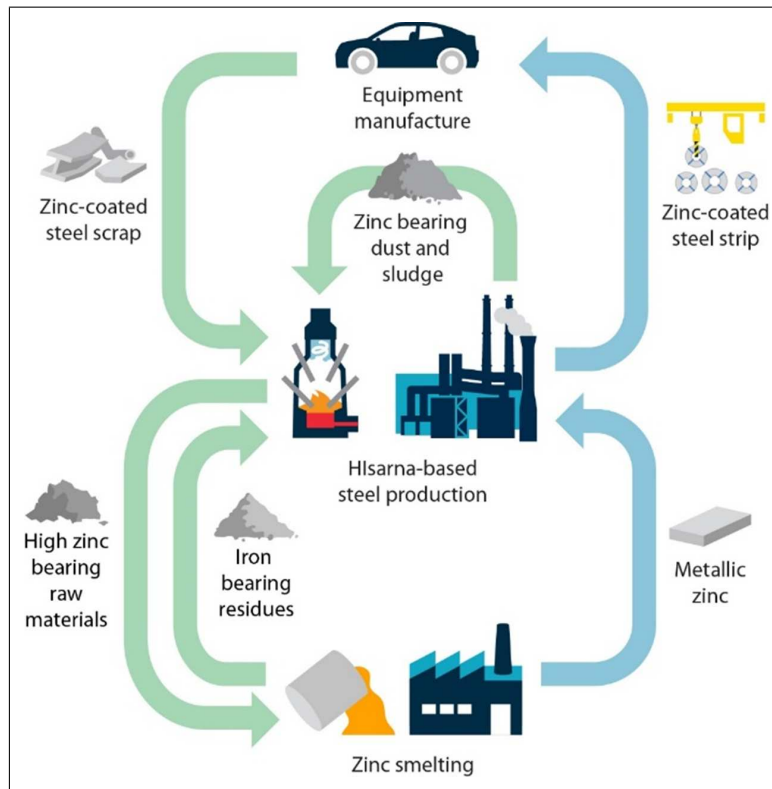 Equipment
manufacture
Zinc-coated
steel scrap
Zinc bearing
dust and
sludge
Zinc-coated
steel strip
HIsarna-based
steel production
High zinc
bearing
raw
materials
Iron
bearing
residues
Metallic
zinc
Zinc smelting